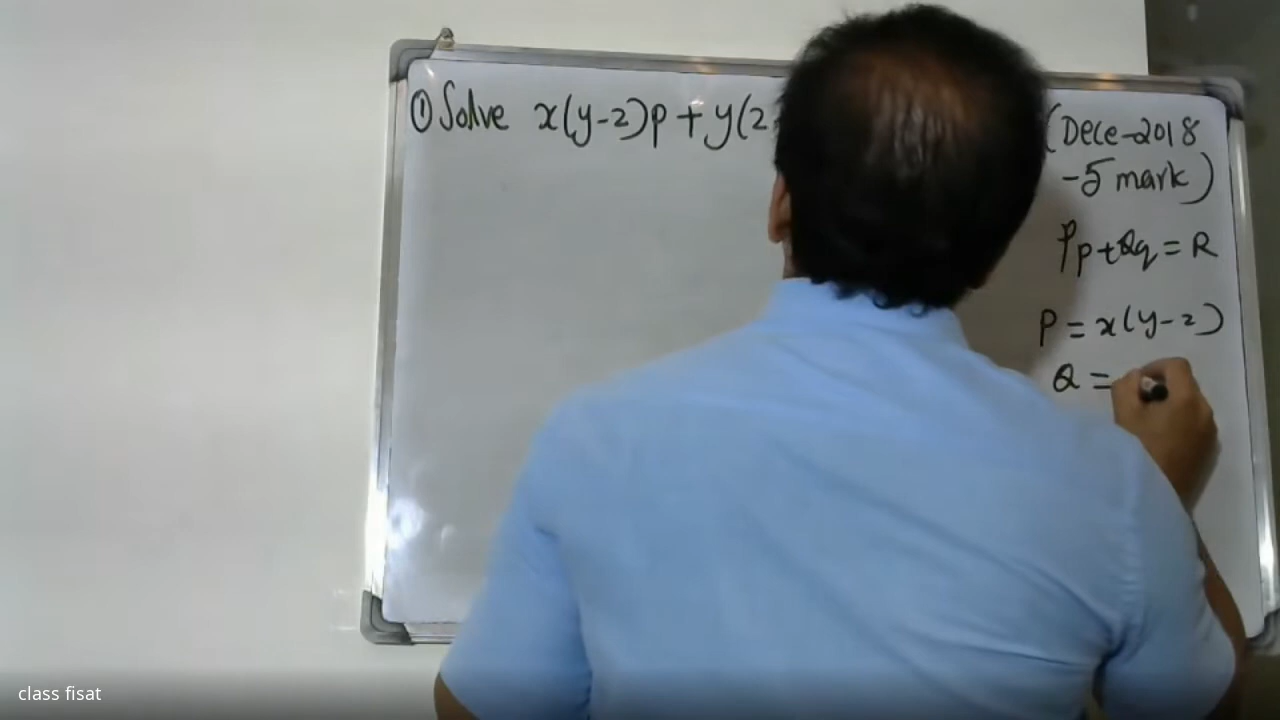 ① Solve x(y-z)p + y(z
(Dece-2018
-5 mark)
Pp+Qq = R
P = x(y-z)
Q =
class fisat